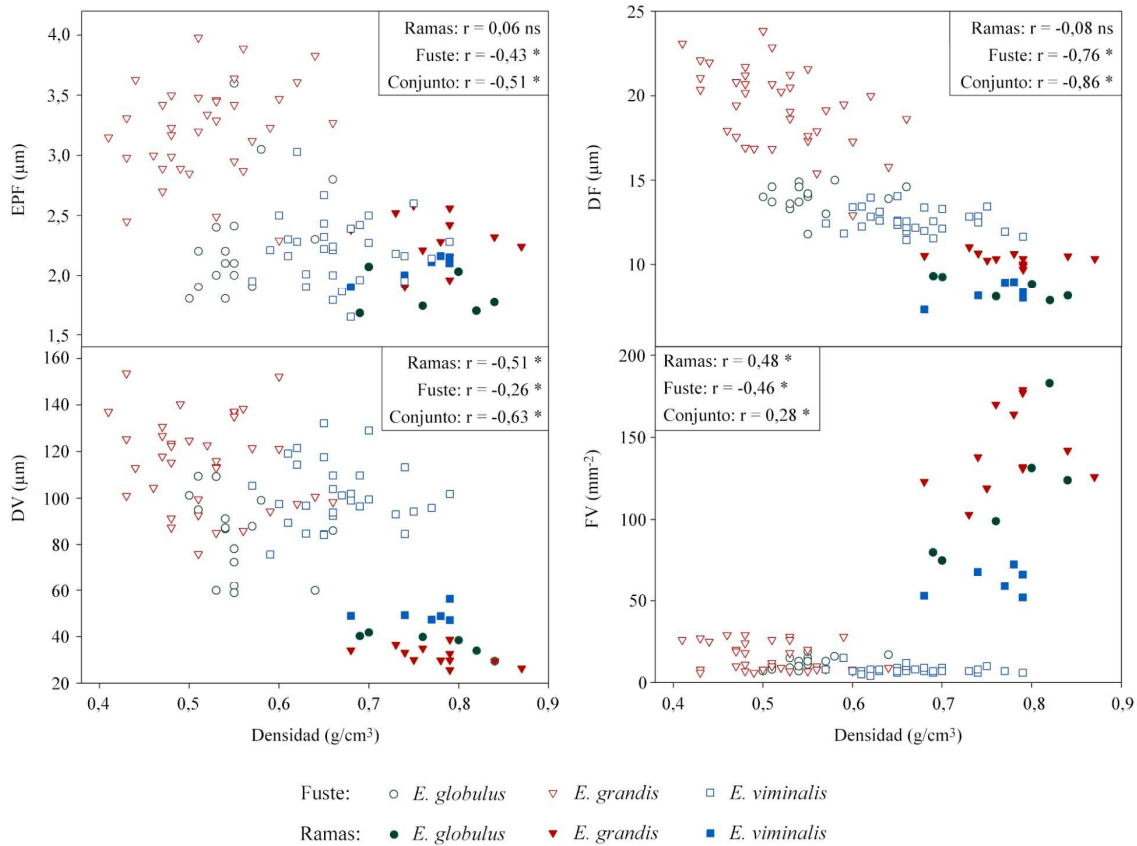 Ramas: r = 0,06 ns
Fuste: r = -0,43 *
Conjunto: r = -0,51 *
4,0
3,5
3,0
2,5
2,0
1,5
EPF (µm)
Ramas: r = -0,08 ns
Fuste: r = -0,76 *
Conjunto: r = -0,86 *
25
20
15
10
DF (µm)
Ramas: r = -0,51 *
Fuste: r = -0,26 *
Conjunto: r = -0,63 *
160
140
120
100
80
60
40
20
DV (µm)
0,4 0,5 0,6 0,7 0,8 0,9
Densidad (g/cm³)
Ramas: r = 0,48 *
Fuste: r = -0,46 *
Conjunto: r = 0,28 *
200
150
100
50
0
FV (mm⁻²)
0,4 0,5 0,6 0,7 0,8 0,9
Densidad (g/cm³)
Fuste: E. globulus E. grandis E. viminalis
Ramas: E. globulus E. grandis E. viminalis